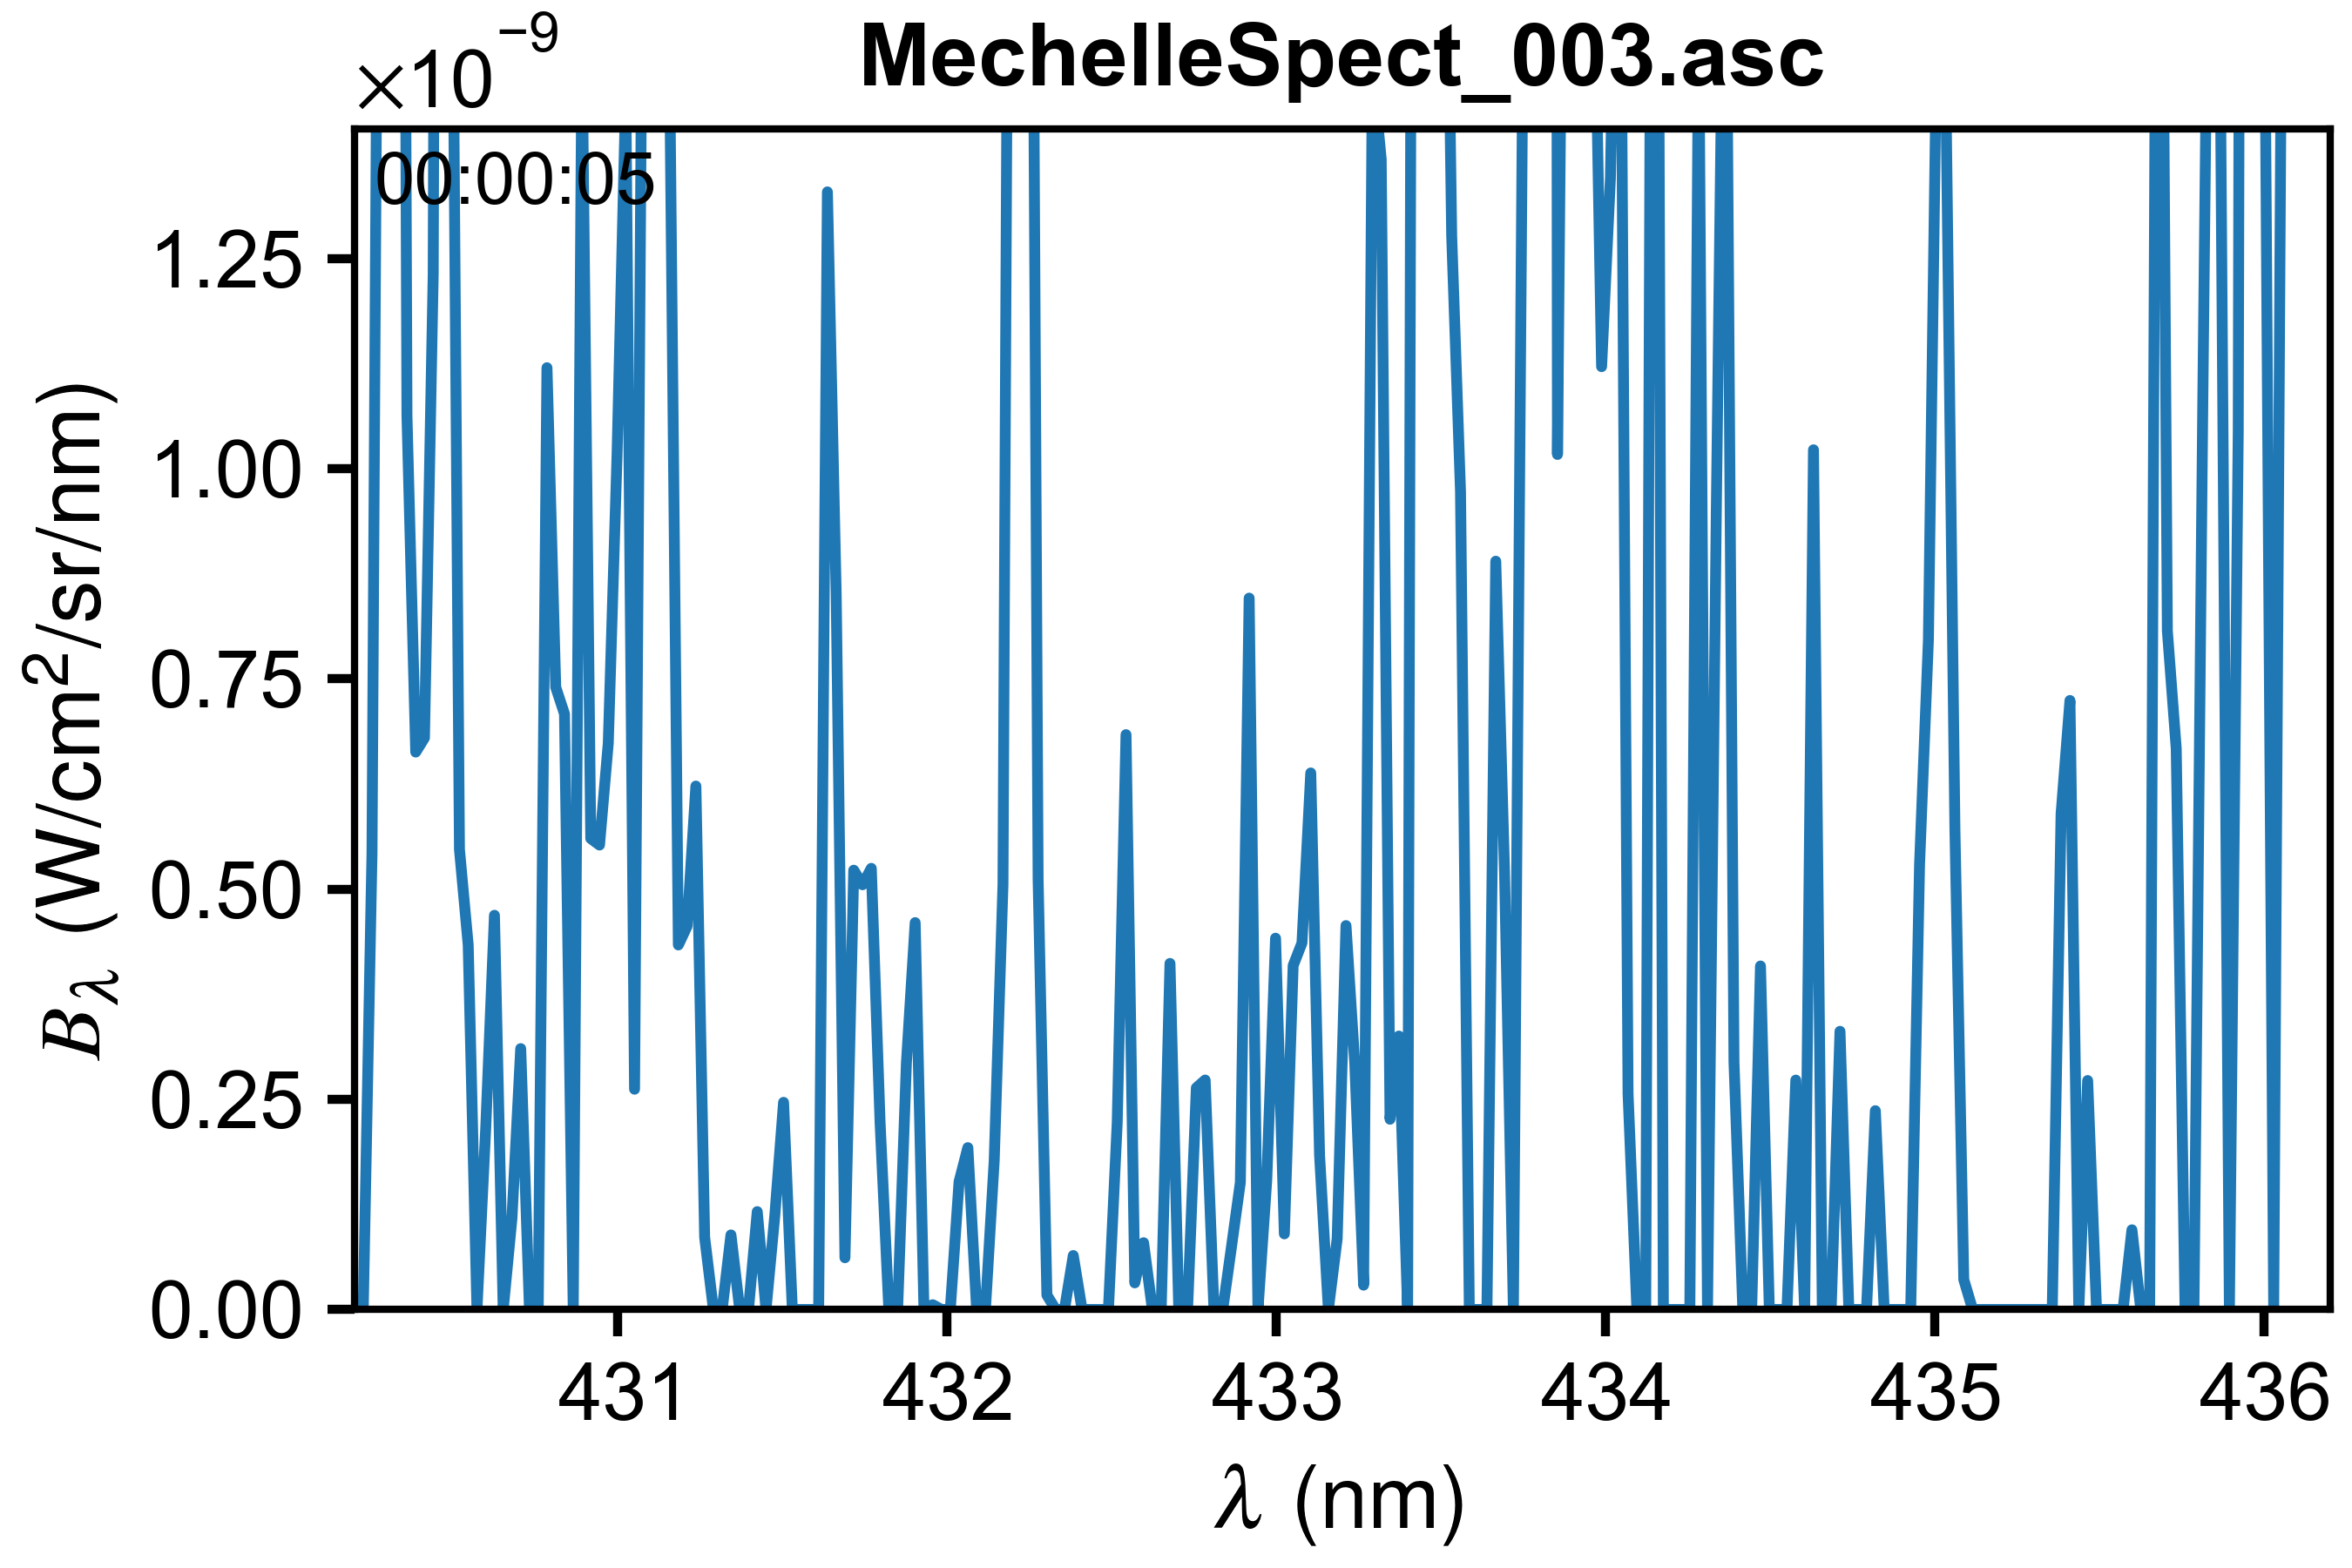 MechelleSpect_003.asc
×10⁻⁹
00:00:05
1.25
1.00
0.75
0.50
0.25
0.00
B_λ (W/cm²/sr/nm)
431 432 433 434 435 436
λ (nm)